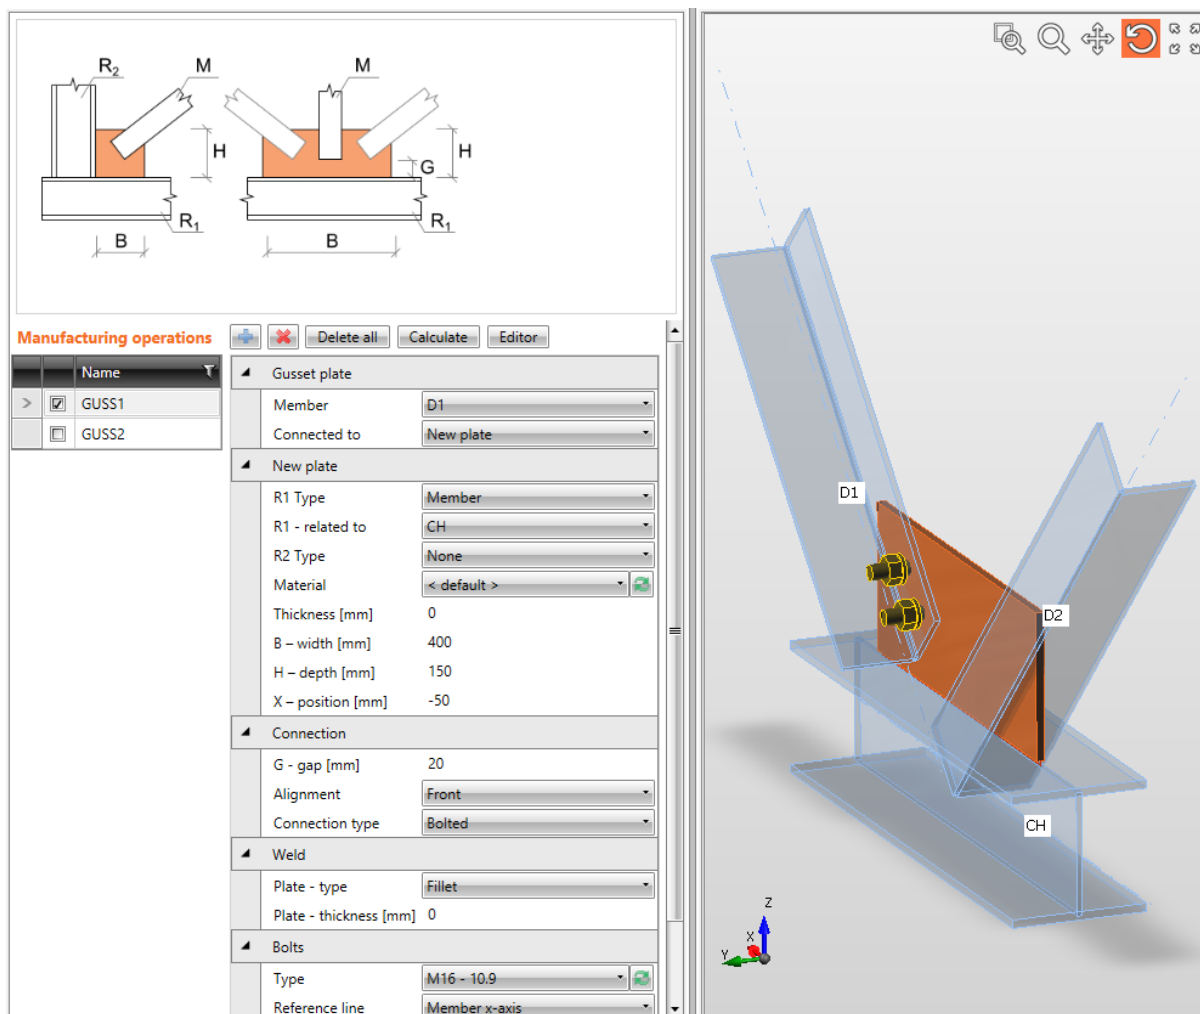 R2 M M
H G H
R1 R1
B B
Manufacturing operations Delete all Calculate Editor
Name
GUSS1
GUSS2
Gusset plate
Member D1
Connected to New plate
New plate
R1 Type Member
R1 - related to CH
R2 Type None
Material < default >
Thickness [mm] 0
B – width [mm] 400
H – depth [mm] 150
X – position [mm] -50
Connection
G - gap [mm] 20
Alignment Front
Connection type Bolted
Weld
Plate - type Fillet
Plate - thickness [mm] 0
Bolts
Type M16 - 10.9
Reference line Member x-axis
D1
D2
CH
Z
X
Y